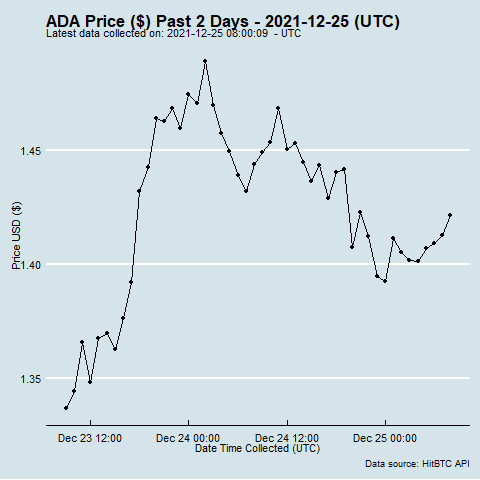 ADA Price ($) Past 2 Days - 2021-12-25 (UTC)
Latest data collected on: 2021-12-25 08:00:09 - UTC
1.45
1.40
1.35
Price USD ($)
Dec 23 12:00 Dec 24 00:00 Dec 24 12:00 Dec 25 00:00
Date Time Collected (UTC)
Data source: HitBTC API